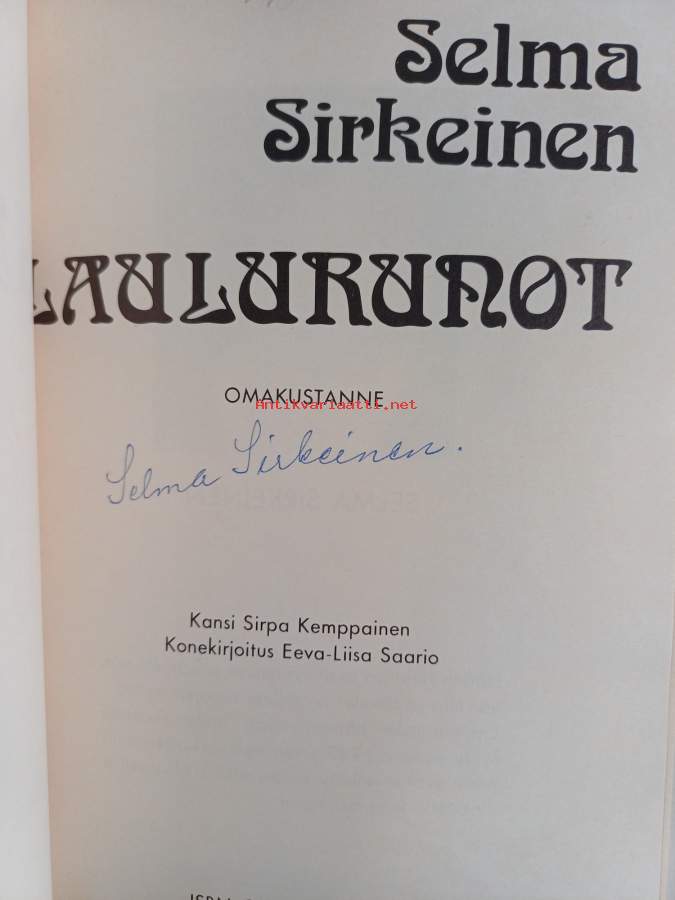 Selma
Sirkeinen
LAULURUNOT
OMAKUSTANNE
Antikvariaatti.net
Selma Sirkeinen.
Kansi Sirpa Kemppainen
Konekirjoitus Eeva-Liisa Saario